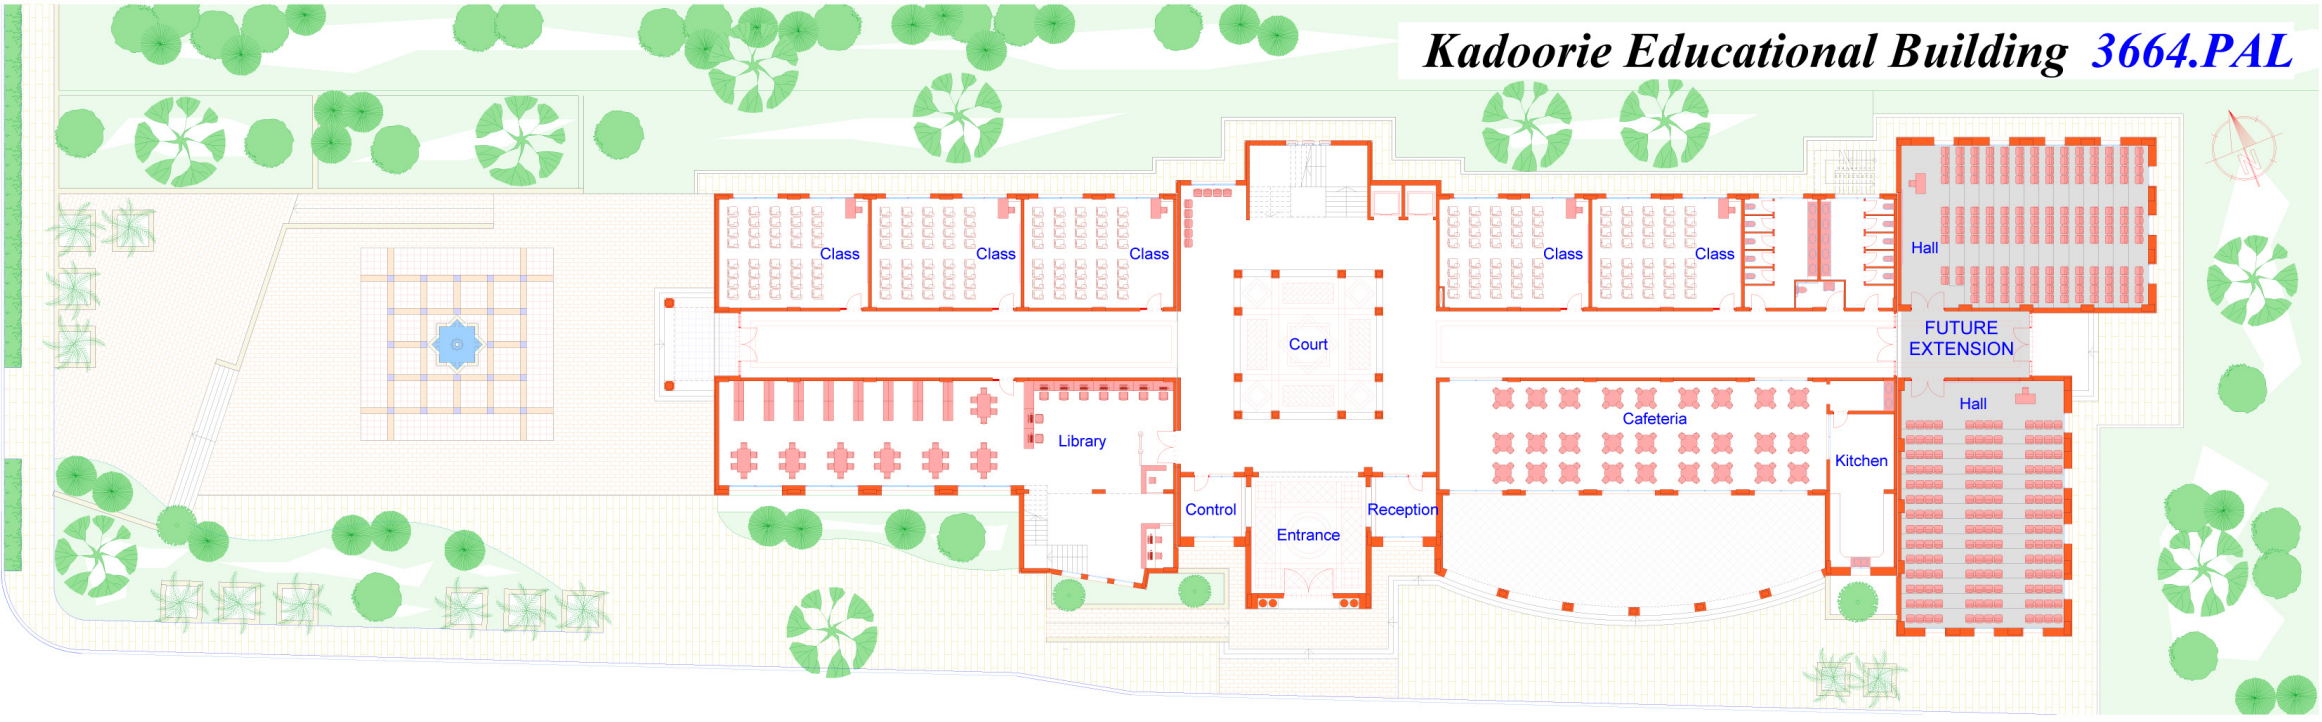 Kadoorie Educational Building 3664.PAL
Class
Class
Class
Class
Class
Hall
FUTURE
EXTENSION
Court
Hall
Library
Cafeteria
Kitchen
Control
Entrance
Reception